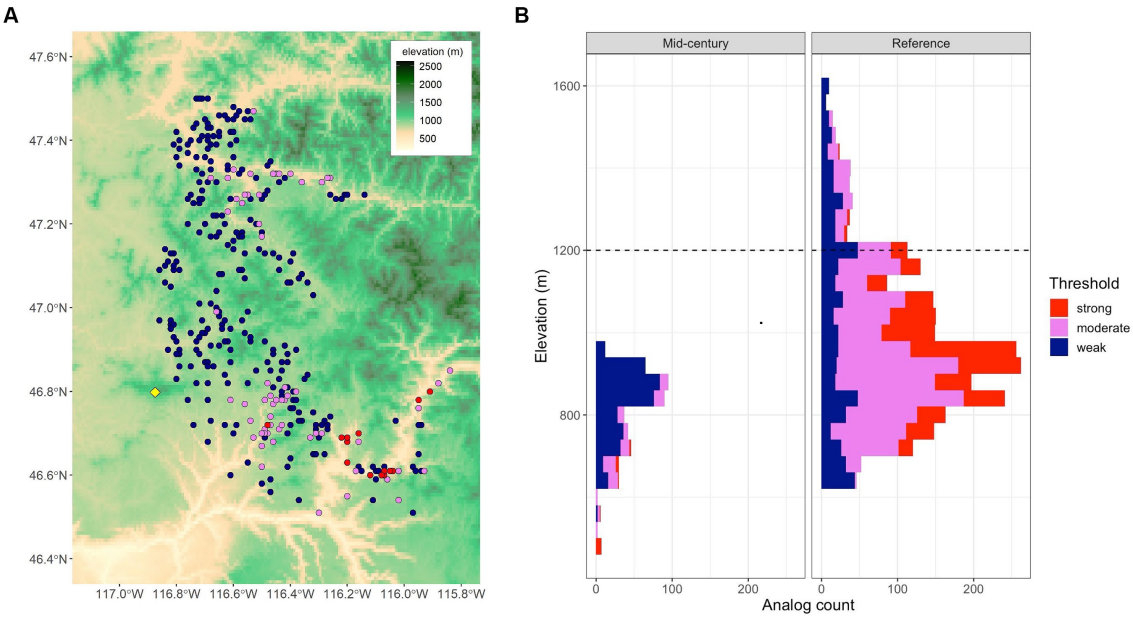 A
B
elevation (m)
2500
2000
1500
1000
500
47.6°N
47.4°N
47.2°N
47.0°N
46.8°N
46.6°N
46.4°N
117.0°W 116.8°W 116.6°W 116.4°W 116.2°W 116.0°W 115.8°W
Mid-century
Reference
Elevation (m)
1600
1200
800
0 100 200
0 100 200
Analog count
Threshold
strong
moderate
weak